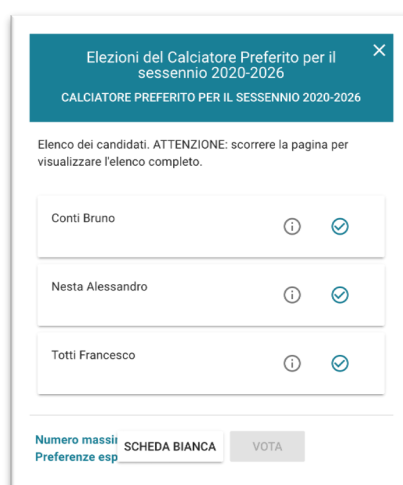 Elezioni del Calciatore Preferito per il
sessennio 2020-2026
CALCIATORE PREFERITO PER IL SESSENNIO 2020-2026
Elenco dei candidati. ATTENZIONE: scorrere la pagina per
visualizzare l'elenco completo.
Conti Bruno
Nesta Alessandro
Totti Francesco
Numero
Preferenze
SCHEDA BIANCA
VOTA